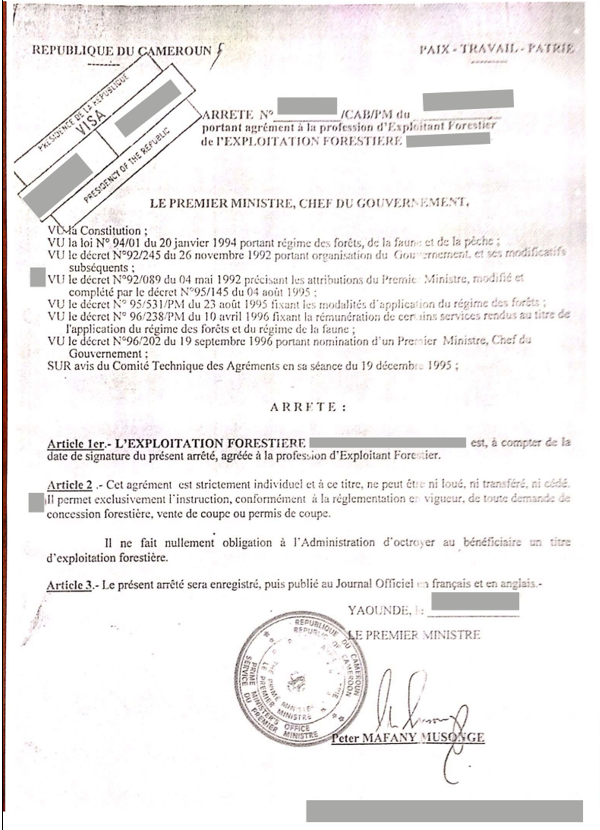 REPUBLIQUE DU CAMEROUN
PAIX - TRAVAIL - PATRIE
PRESIDENCE DE LA REPUBLIQUE
VISA
PRESIDENCY OF THE REPUBLIC
ARRETE N° /CAB/PM du
portant agrément à la profession d'Exploitant Forestier
de l'EXPLOITATION FORESTIERE
LE PREMIER MINISTRE, CHEF DU GOUVERNEMENT,
VU la Constitution ;
VU la loi N° 94/01 du 20 janvier 1994 portant régime des forêts, de la faune et de la pêche ;
VU le décret N°92/245 du 26 novembre 1992 portant organisation du Gouvernement, et ses modificatifs
subséquents ;
VU le décret N°92/089 du 04 mai 1992 précisant les attributions du Premier Ministre, modifié et
complété par le décret N°95/145 du 04 août 1995 ;
VU le décret N° 95/531/PM du 23 août 1995 fixant les modalités d'application du régime des forêts ;
VU le décret N° 96/238/PM du 10 avril 1996 fixant la rémunération de certains services rendus au titre de
l'application du régime des forêts et du régime de la faune ;
VU le décret N°96/202 du 19 septembre 1996 portant nomination d'un Premier Ministre, Chef du
Gouvernement ;
SUR avis du Comité Technique des Agréments en sa séance du 19 décembre 1995 ;
ARRETE :
Article 1er.- L'EXPLOITATION FORESTIERE est, à compter de la
date de signature du présent arrêté, agréée à la profession d'Exploitant Forestier.
Article 2 .- Cet agrément est strictement individuel et à ce titre, ne peut être ni loué, ni transféré, ni cédé.
Il permet exclusivement l'instruction, conformément à la réglementation en vigueur, de toute demande de
concession forestière, vente de coupe ou permis de coupe.
Il ne fait nullement obligation à l'Administration d'octroyer au bénéficiaire un titre
d'exploitation forestière.
Article 3.- Le présent arrêté sera enregistré, puis publié au Journal Officiel en français et en anglais.-
YAOUNDE, le
LE PREMIER MINISTRE
REPUBLIQUE DU CAMEROUN
REPUBLIC OF CAMEROON
THE PRIME MINISTER
LE PREMIER MINISTRE
PRIME MINISTER'S OFFICE
SERVICE DU PREMIER MINISTRE
Peter MAFANY MUSONGE